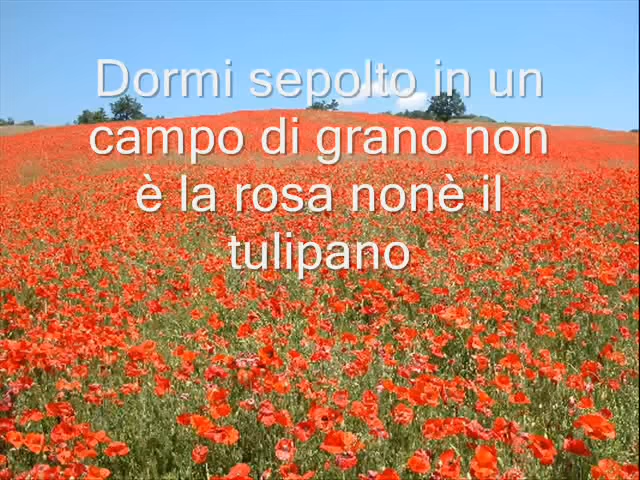 Dormi sepolto in un
campo di grano non
è la rosa nonè il
tulipano